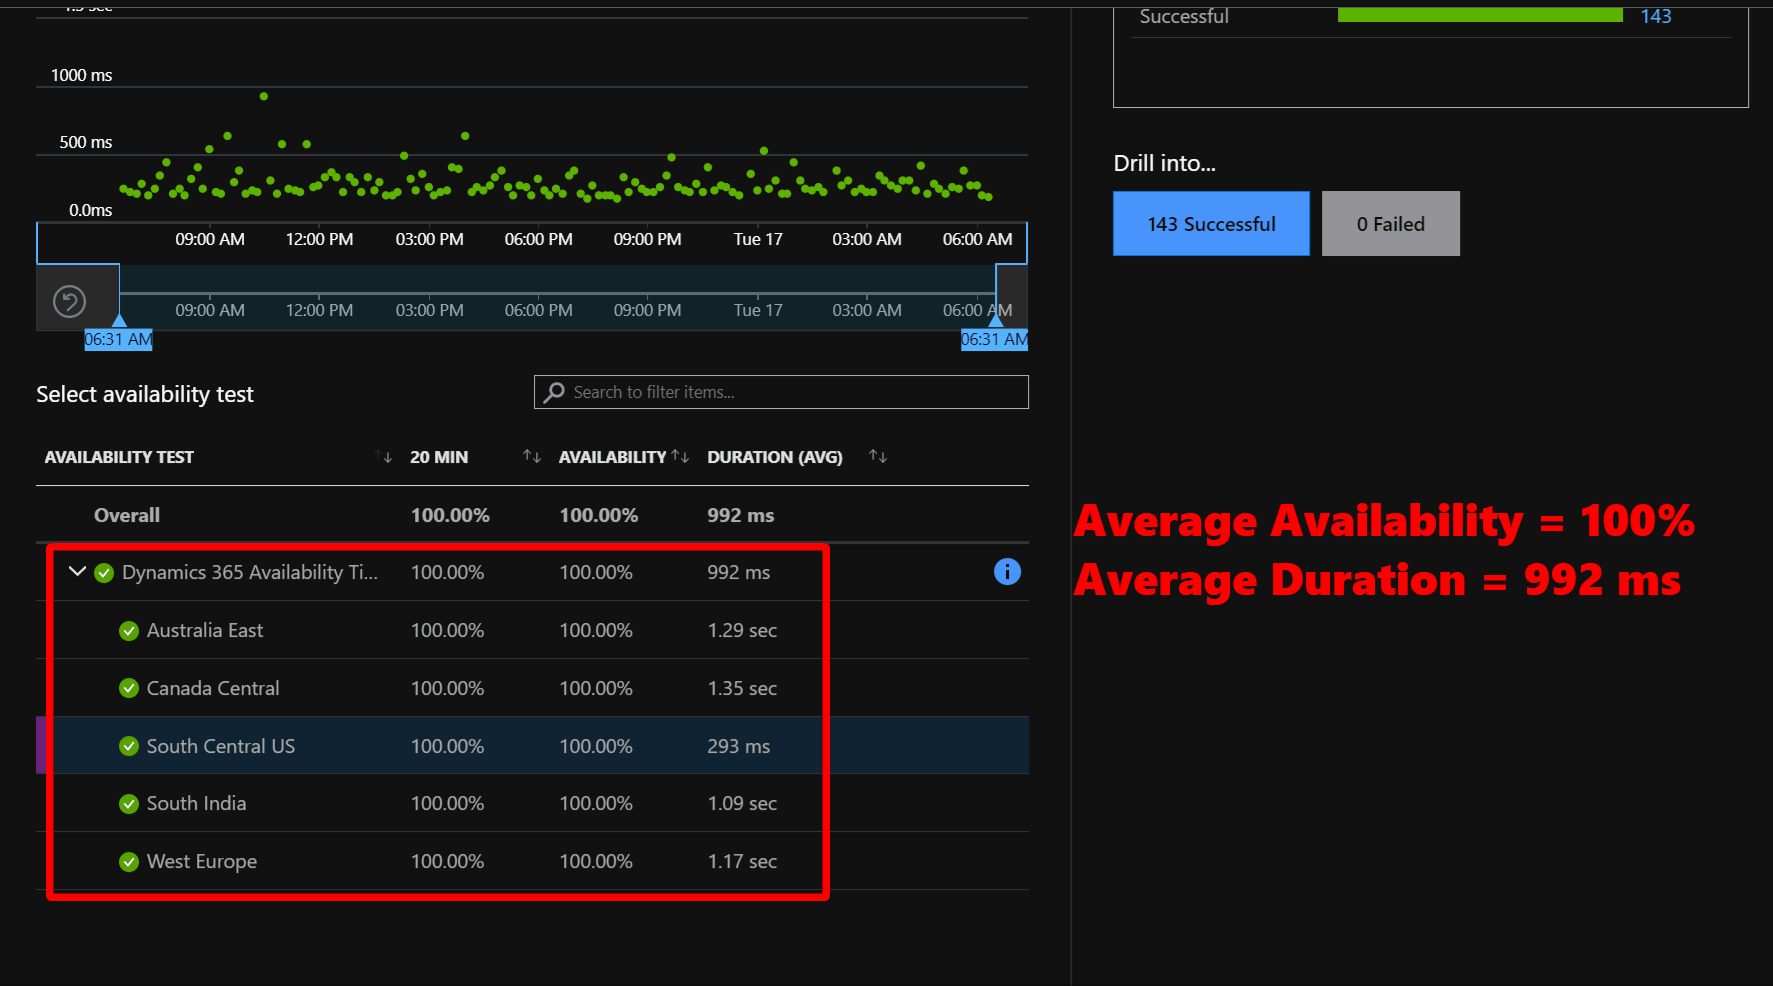 1.5 sec
Successful 143
1000 ms
500 ms
0.0ms
09:00 AM 12:00 PM 03:00 PM 06:00 PM 09:00 PM Tue 17 03:00 AM 06:00 AM
09:00 AM 12:00 PM 03:00 PM 06:00 PM 09:00 PM Tue 17 03:00 AM 06:00 AM
06:31 AM 06:31 AM
Select availability test
Search to filter items...
AVAILABILITY TEST 20 MIN AVAILABILITY DURATION (AVG)
Overall 100.00% 100.00% 992 ms
Dynamics 365 Availability Ti... 100.00% 100.00% 992 ms
Australia East 100.00% 100.00% 1.29 sec
Canada Central 100.00% 100.00% 1.35 sec
South Central US 100.00% 100.00% 293 ms
South India 100.00% 100.00% 1.09 sec
West Europe 100.00% 100.00% 1.17 sec
Drill into...
143 Successful 0 Failed
Average Availability = 100%
Average Duration = 992 ms